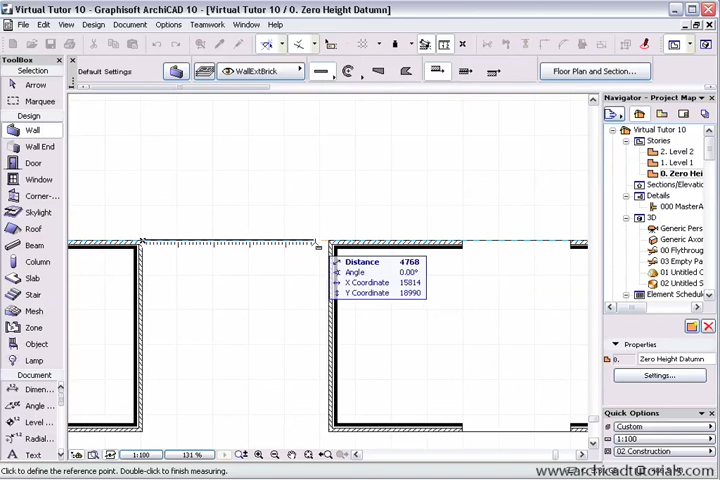 Virtual Tutor 10 - Graphisoft ArchiCAD 10 - [Virtual Tutor 10 / 0. Zero Height Datumn]
File Edit View Design Document Options Teamwork Window Help
ToolBox
Selection
Arrow
Marquee
Design
Wall
Wall End
Door
Window
Corner-...
Skylight
Roof
Beam
Column
Slab
Stair
Mesh
Zone
Object
Lamp
Document
Dimen...
Angle
Level ...
Radial...
Text
Default Settings
WallExtBrick
Floor Plan and Section...
Distance 4768
Angle 0.00°
X Coordinate 15814
Y Coordinate 18990
Navigator - Project Map
Virtual Tutor 10
Stories
2. Level 2
1. Level 1
0. Zero Hei
Sections/Elevatio
000 MasterA
3D
Generic Pers
Generic Axon
00 Flythroug
03 Empty Pa
01 Untitled C
02 Untitled S
Element Schedul
Properties
0. Zero Height Datumn
Settings...
Quick Options
Custom
1:100
02 Construction
1:100
131 %
Click to define the reference point. Double-click to finish measuring.
www.archicadtutorials.com